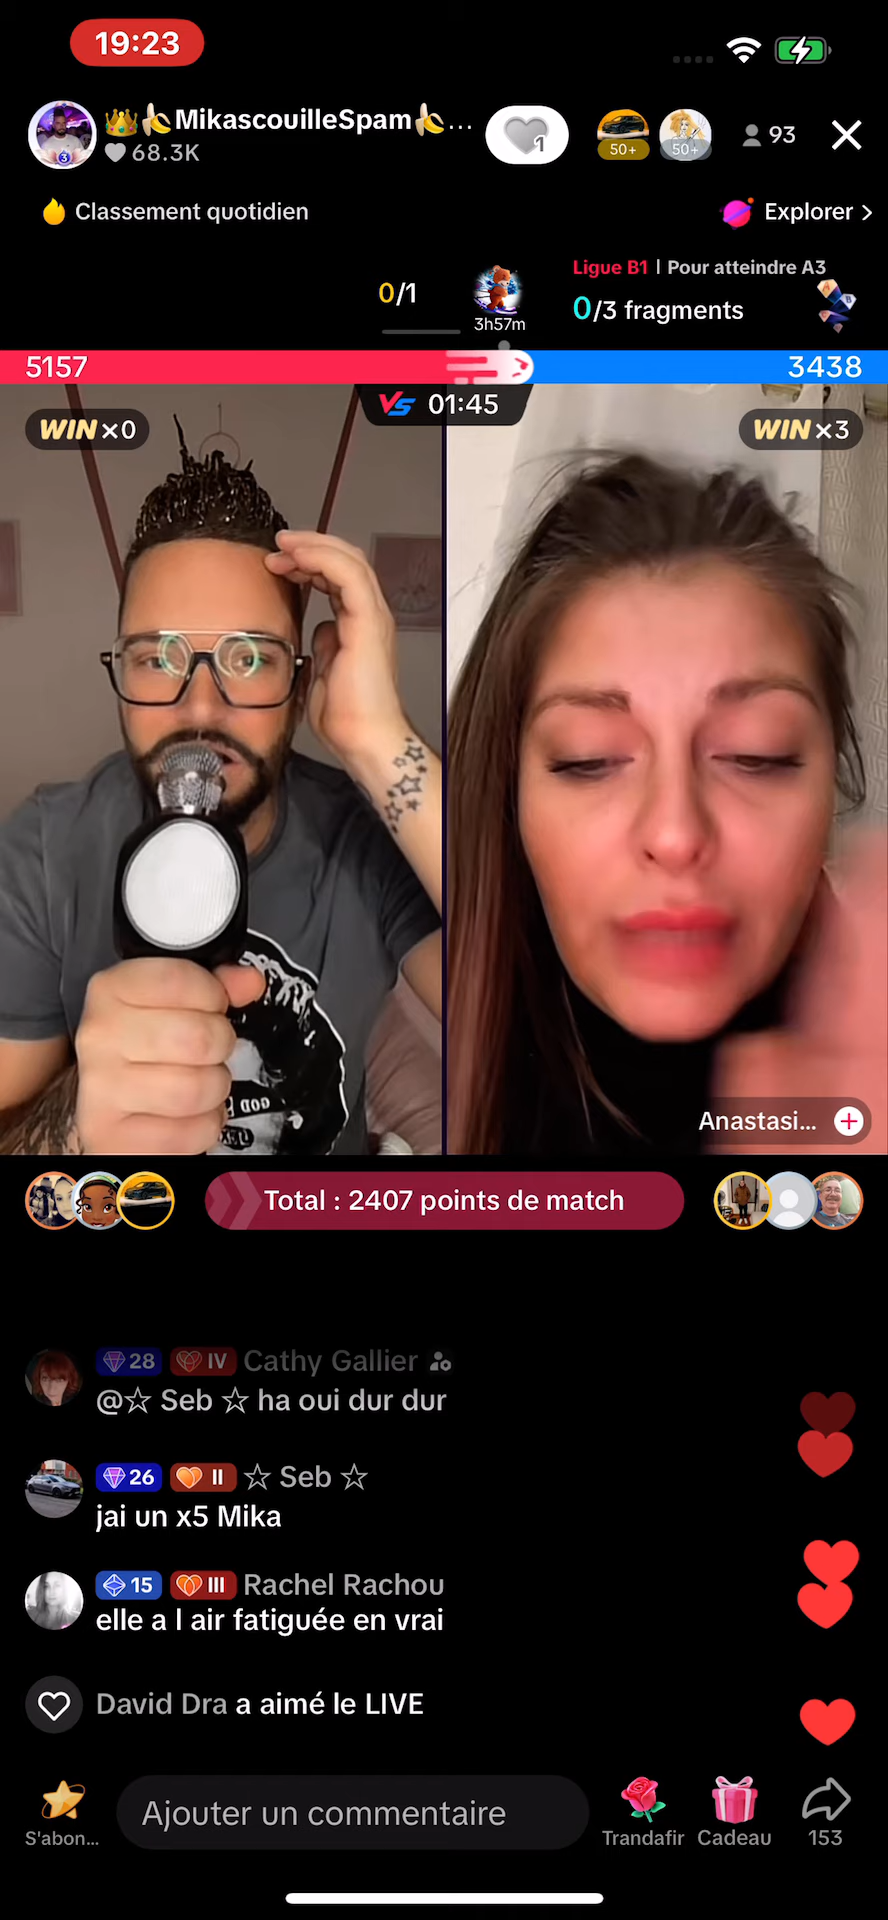 19:23
👑🍌MikascouilleSpam🍌...
68.3K
1
50+
50+
93
Classement quotidien
Explorer >
0/1
3h57m
Ligue B1 | Pour atteindre A3
0/3 fragments
5157
3438
VS 01:45
WIN x0
WIN x3
GOD
Anastasi...
Total : 2407 points de match
28 IV Cathy Gallier
@☆ Seb ☆ ha oui dur dur
26 II ☆ Seb ☆
jai un x5 Mika
15 III Rachel Rachou
elle a l air fatiguée en vrai
David Dra a aimé le LIVE
S'abon...
Ajouter un commentaire
Trandafir
Cadeau
153